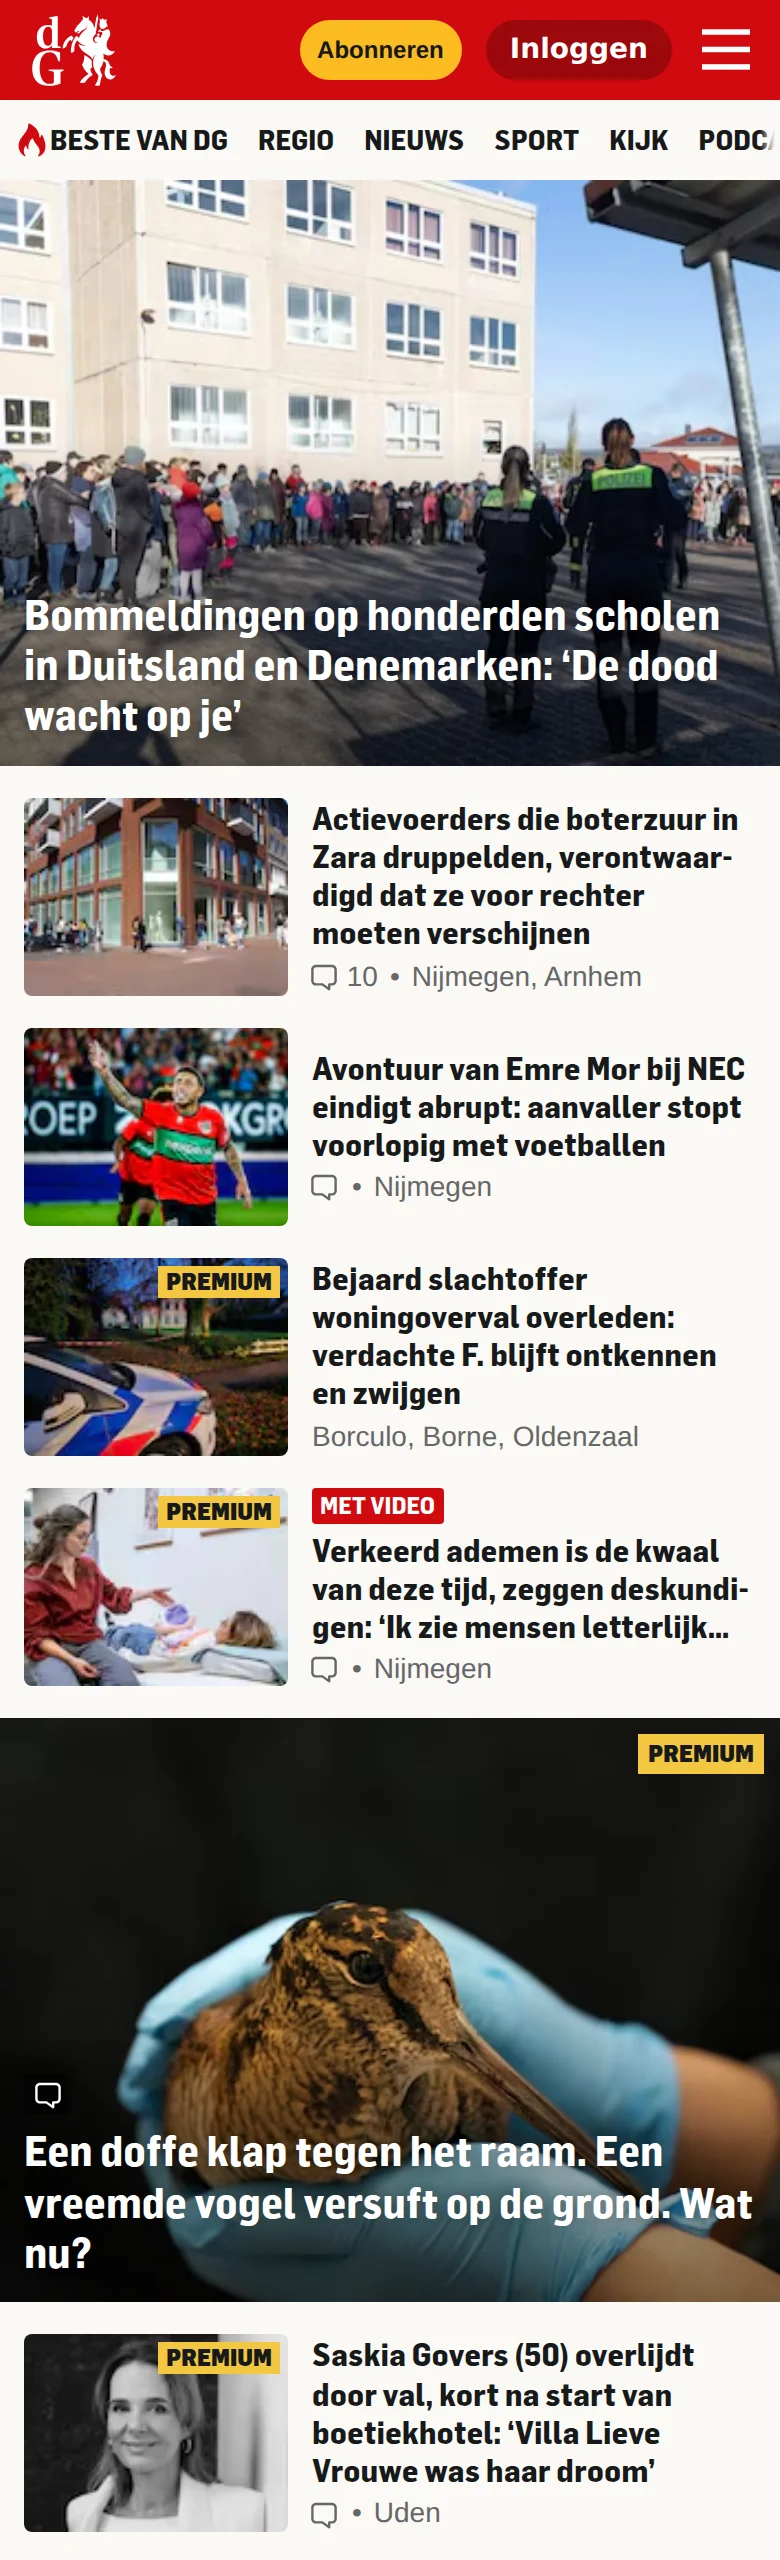 d
G
Abonneren
Inloggen
BESTE VAN DG REGIO NIEUWS SPORT KIJK PODCA
POLIZEI
Bommeldingen op honderden scholen
in Duitsland en Denemarken: ‘De dood
wacht op je’
Actievoerders die boterzuur in
Zara druppelden, verontwaar-
digd dat ze voor rechter
moeten verschijnen
10 • Nijmegen, Arnhem
ROEP
KGRO
Avontuur van Emre Mor bij NEC
eindigt abrupt: aanvaller stopt
voorlopig met voetballen
• Nijmegen
PREMIUM
Bejaard slachtoffer
woningoverval overleden:
verdachte F. blijft ontkennen
en zwijgen
Borculo, Borne, Oldenzaal
PREMIUM
MET VIDEO
Verkeerd ademen is de kwaal
van deze tijd, zeggen deskundi-
gen: ‘Ik zie mensen letterlijk...
• Nijmegen
PREMIUM
Een doffe klap tegen het raam. Een
vreemde vogel versuft op de grond. Wat
nu?
PREMIUM
Saskia Govers (50) overlijdt
door val, kort na start van
boetiekhotel: ‘Villa Lieve
Vrouwe was haar droom’
• Uden